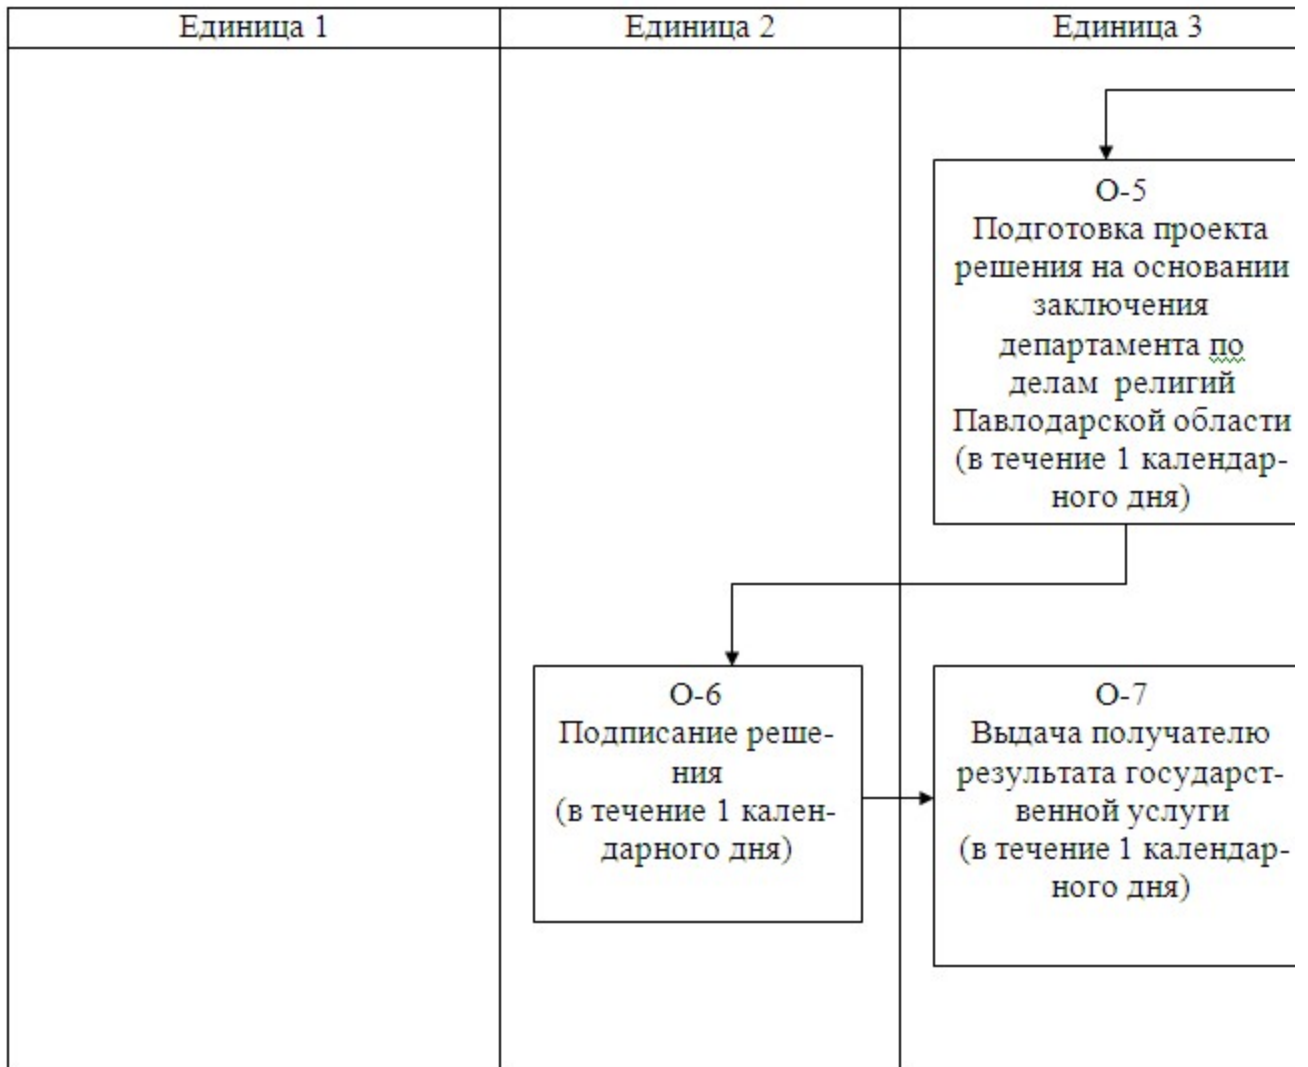 Единица 1
Единица 2
Единица 3
О-5
Подготовка проекта
решения на основании
заключения
департамента по
делам  религий
Павлодарской области
(в течение 1 календар-
ного дня)
О-6
Подписание реше-
ния
(в течение 1 кален-
дарного дня)
О-7
Выдача получателю
результата государст-
венной услуги
(в течение 1 календар-
ного дня)